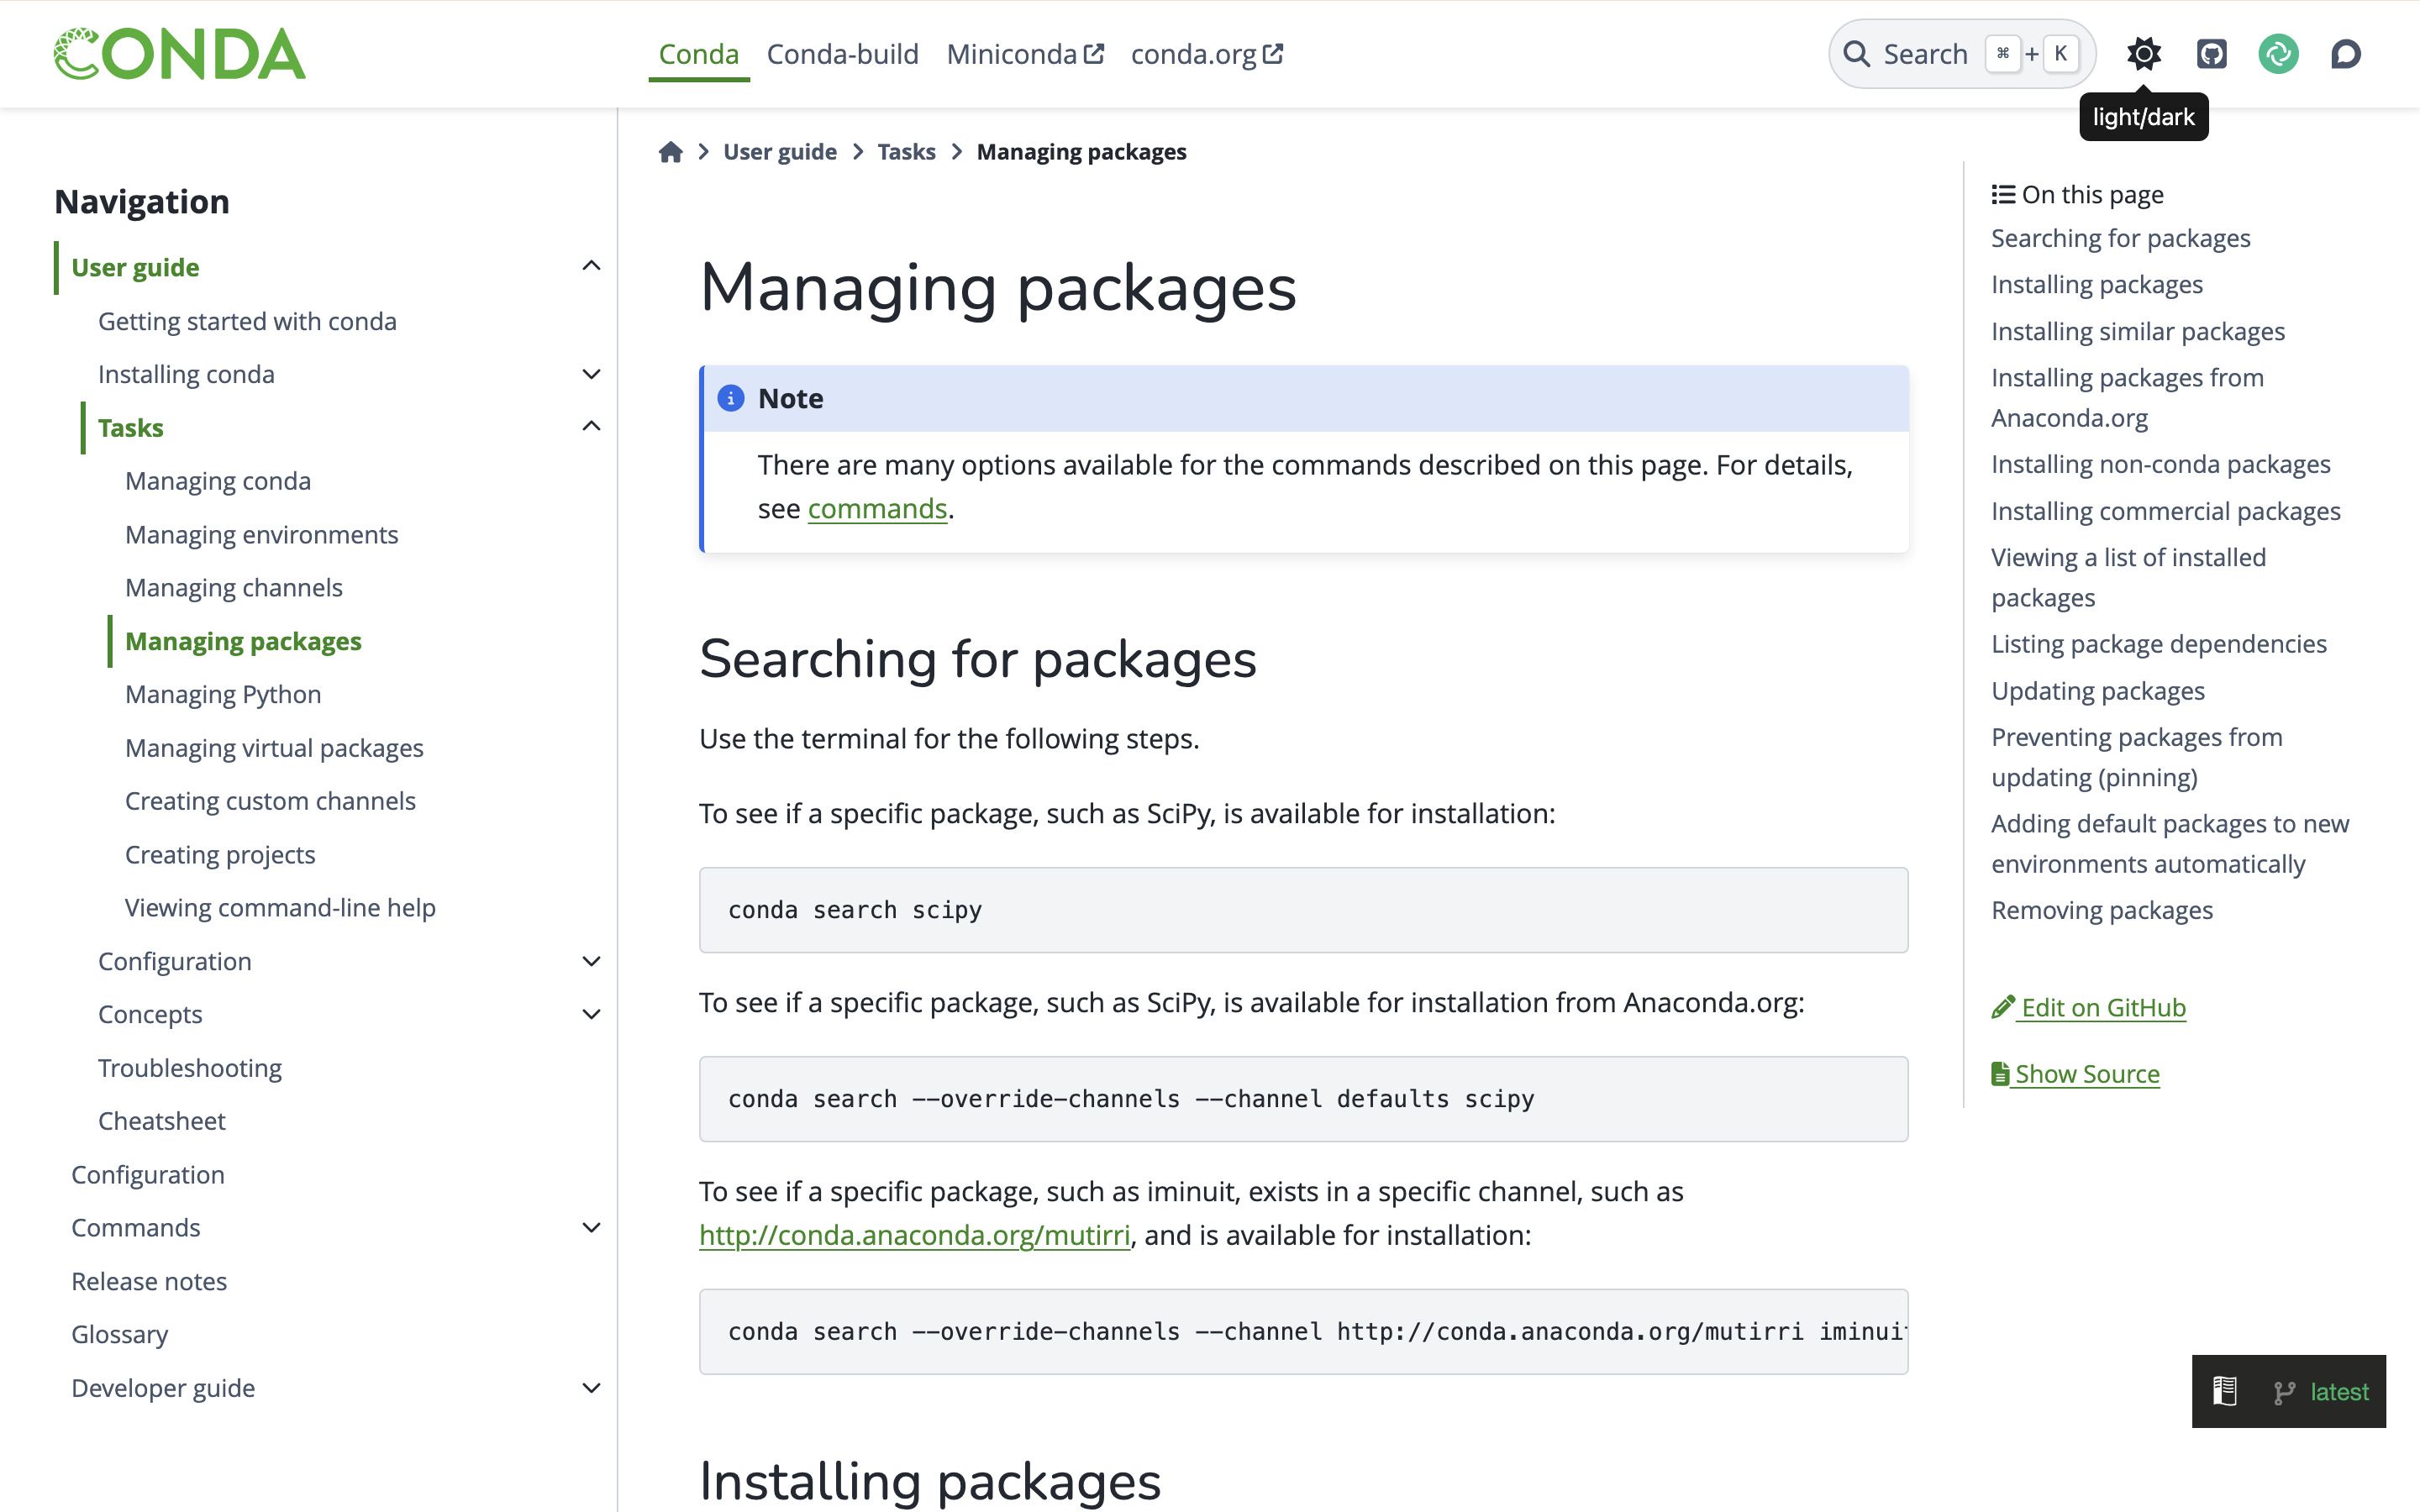 CONDA
Conda
Conda-build
Miniconda
conda.org
Search ⌘ + K
light/dark
Navigation
User guide
Getting started with conda
Installing conda
Tasks
Managing conda
Managing environments
Managing channels
Managing packages
Managing Python
Managing virtual packages
Creating custom channels
Creating projects
Viewing command-line help
Configuration
Concepts
Troubleshooting
Cheatsheet
Configuration
Commands
Release notes
Glossary
Developer guide
User guide > Tasks > Managing packages
Managing packages
Note
There are many options available for the commands described on this page. For details,
see commands.
Searching for packages
Use the terminal for the following steps.
To see if a specific package, such as SciPy, is available for installation:
conda search scipy
To see if a specific package, such as SciPy, is available for installation from Anaconda.org:
conda search --override-channels --channel defaults scipy
To see if a specific package, such as iminuit, exists in a specific channel, such as
http://conda.anaconda.org/mutirri, and is available for installation:
conda search --override-channels --channel http://conda.anaconda.org/mutirri iminuit
Installing packages
On this page
Searching for packages
Installing packages
Installing similar packages
Installing packages from
Anaconda.org
Installing non-conda packages
Installing commercial packages
Viewing a list of installed
packages
Listing package dependencies
Updating packages
Preventing packages from
updating (pinning)
Adding default packages to new
environments automatically
Removing packages
Edit on GitHub
Show Source
latest